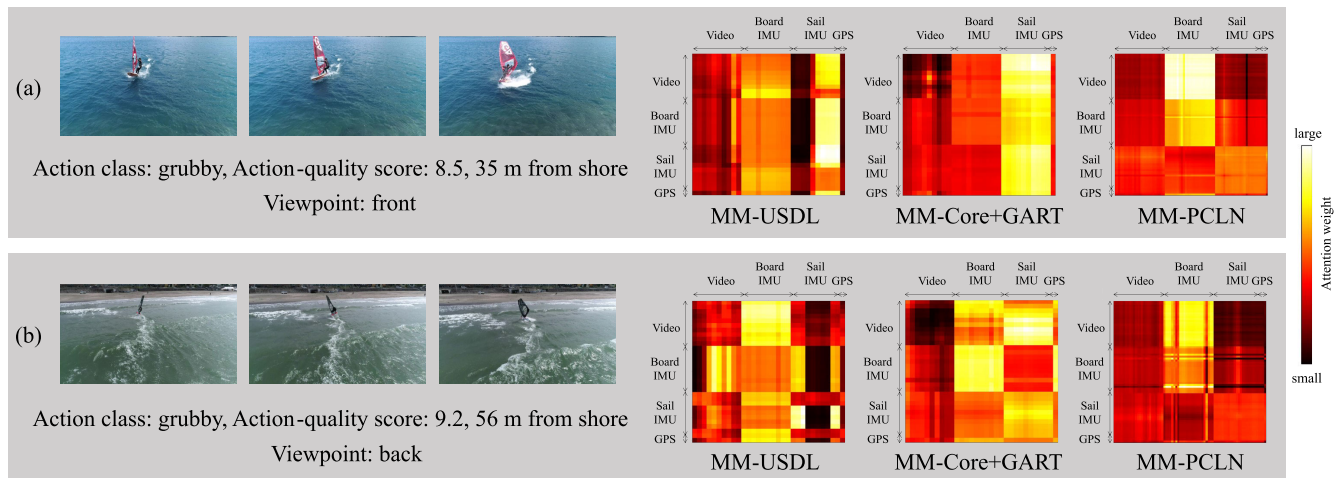 (a)
Action class: grubby, Action-quality score: 8.5, 35 m from shore
Viewpoint: front
Video
Board
IMU
Sail
IMU GPS
Video
Board
IMU
Sail
IMU
GPS
MM-USDL
Video
Board
IMU
Sail
IMU GPS
Video
Board
IMU
Sail
IMU
GPS
MM-Core+GART
Video
Board
IMU
Sail
IMU GPS
Video
Board
IMU
Sail
IMU
GPS
MM-PCLN
(b)
Action class: grubby, Action-quality score: 9.2, 56 m from shore
Viewpoint: back
Video
Board
IMU
Sail
IMU GPS
Video
Board
IMU
Sail
IMU
GPS
MM-USDL
Video
Board
IMU
Sail
IMU GPS
Video
Board
IMU
Sail
IMU
GPS
MM-Core+GART
Video
Board
IMU
Sail
IMU GPS
Video
Board
IMU
Sail
IMU
GPS
MM-PCLN
large
Attention weight
small